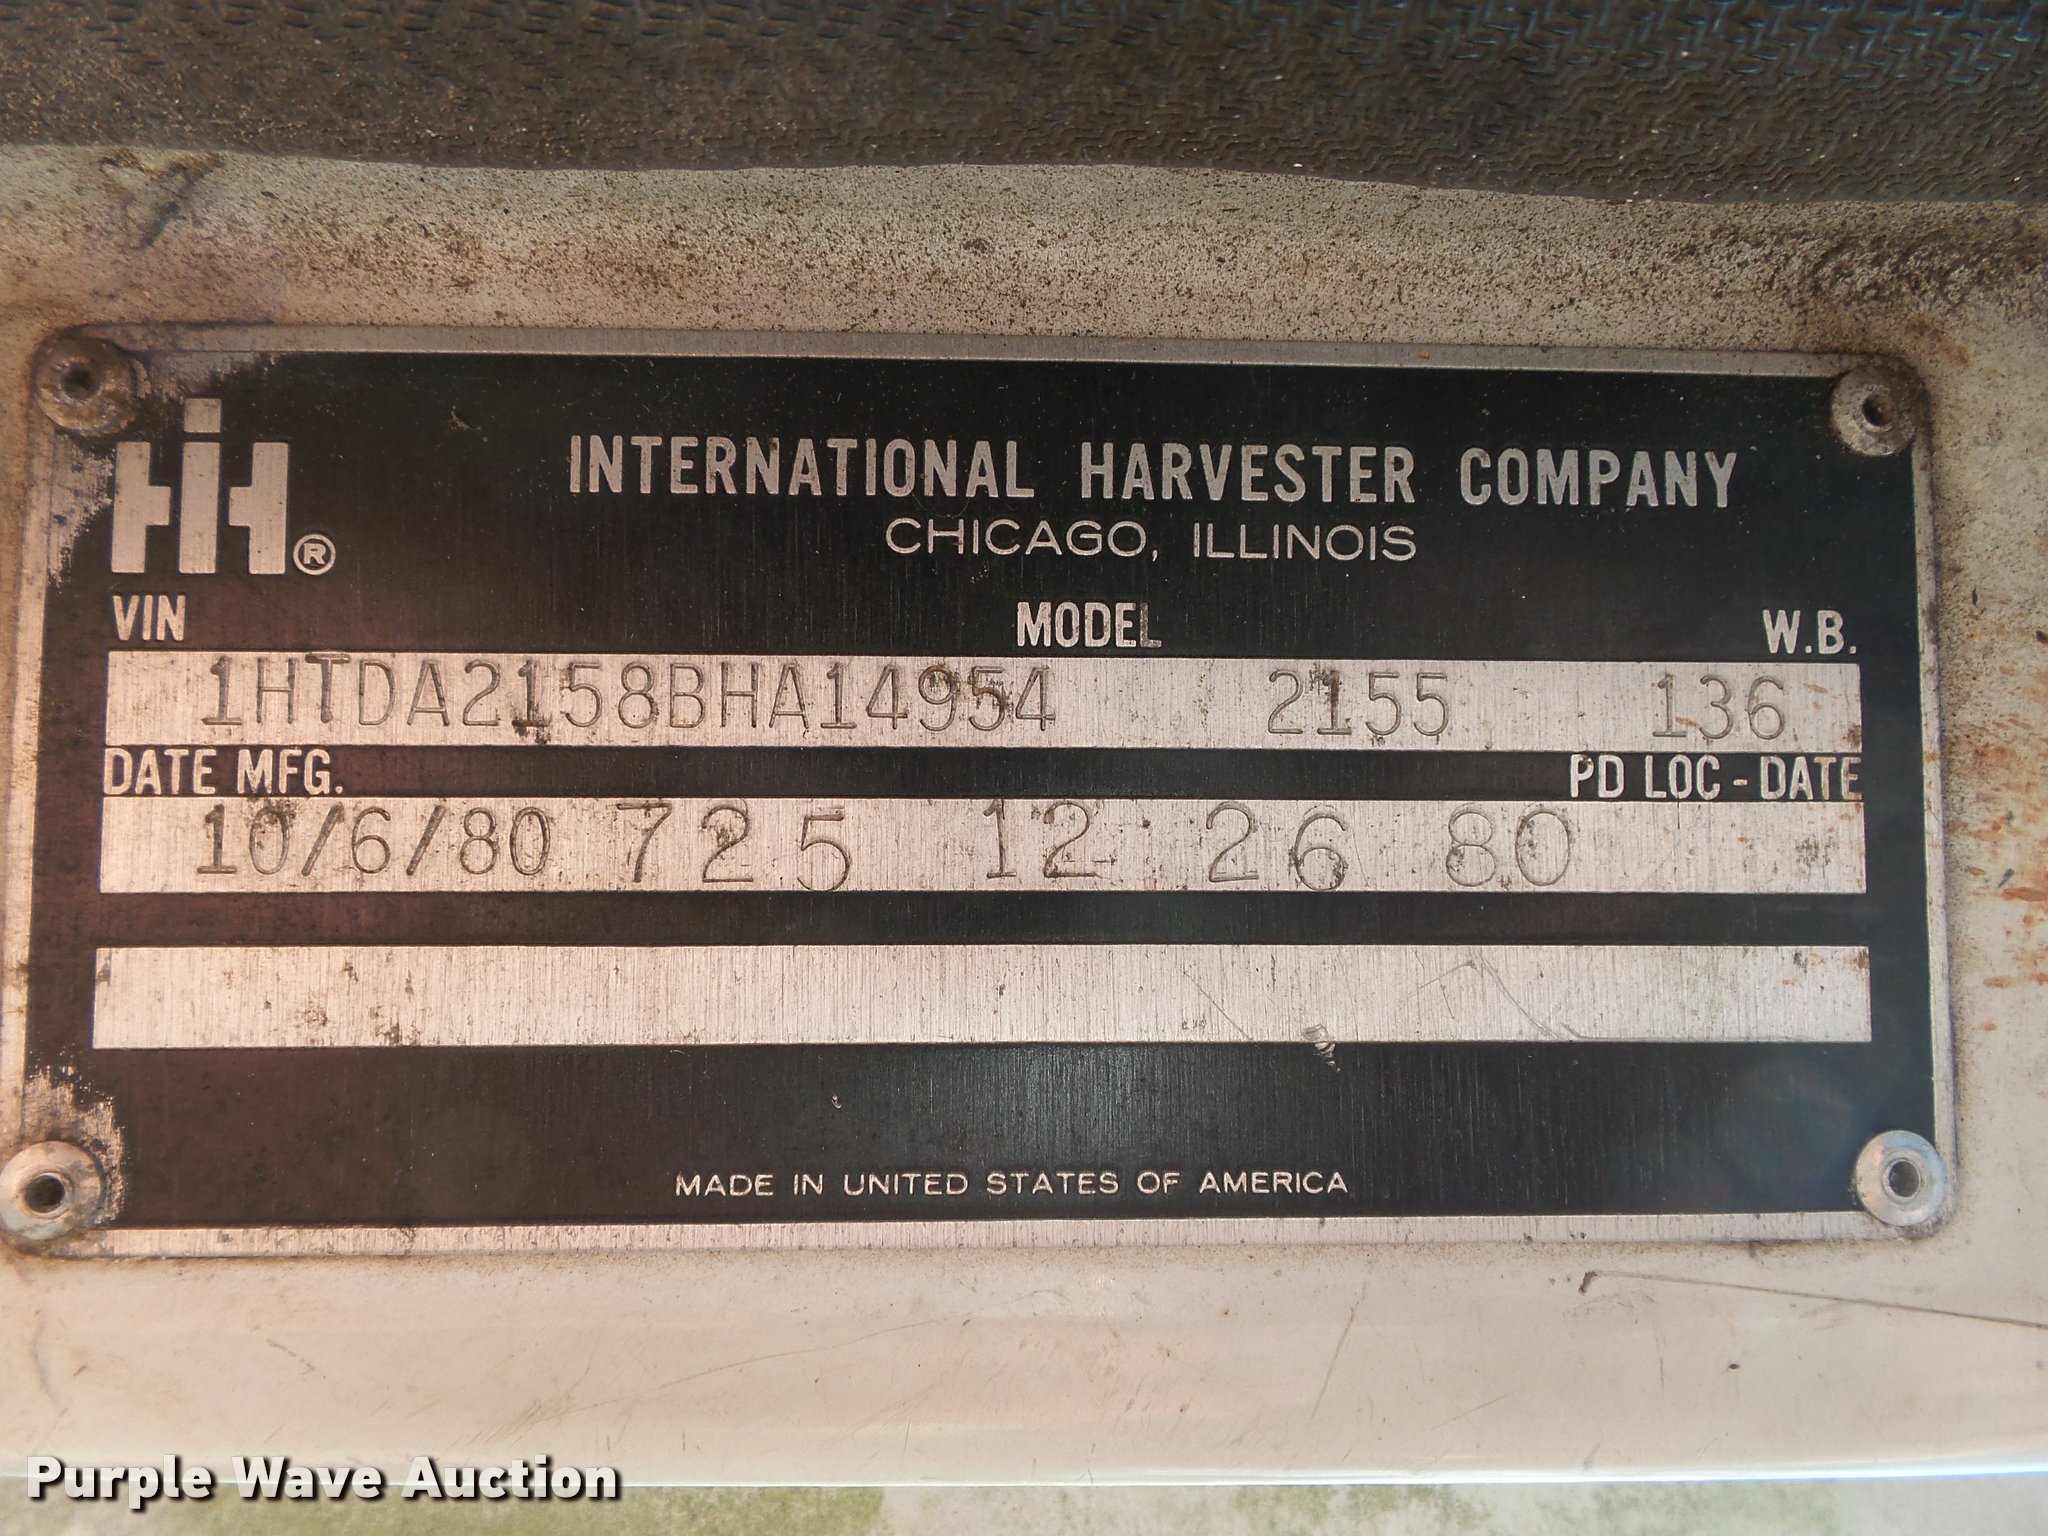 IH®
INTERNATIONAL HARVESTER COMPANY
CHICAGO, ILLINOIS
VIN MODEL W.B.
1HTDA2158BHA14954 2155 136
DATE MFG. PD LOC - DATE
10/6/80 725 12 26 80
MADE IN UNITED STATES OF AMERICA
Purple Wave Auction